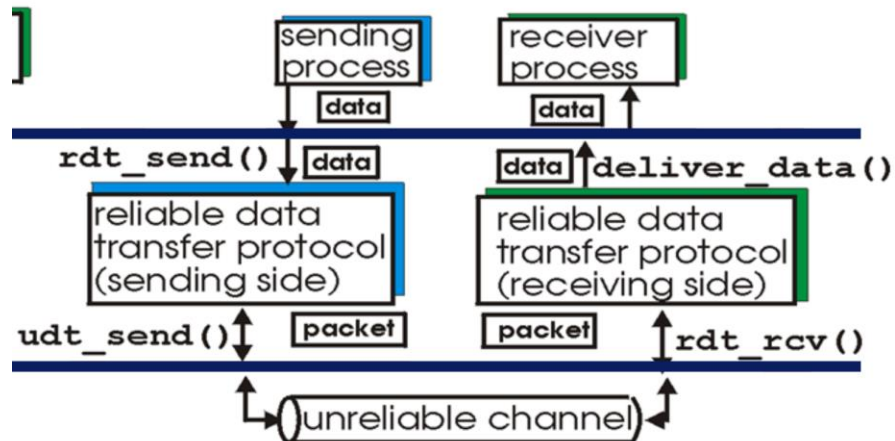 sending
process
receiver
process
data
data
rdt_send()
data
data
deliver_data()
reliable data
transfer protocol
(sending side)
reliable data
transfer protocol
(receiving side)
udt_send()
packet
packet
rdt_rcv()
unreliable channel